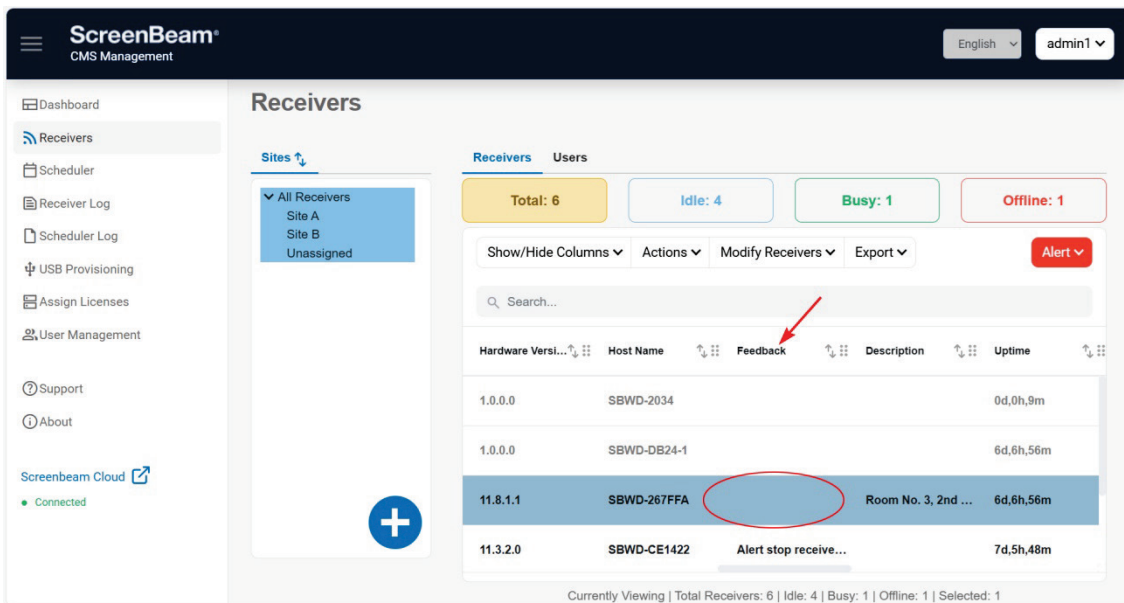 ScreenBeam®
CMS Management
English
admin1
Dashboard
Receivers
Scheduler
Receiver Log
Scheduler Log
USB Provisioning
Assign Licenses
User Management
Support
About
Screenbeam Cloud
Connected
Receivers
Sites
All Receivers
Site A
Site B
Unassigned
Receivers Users
Total: 6 Idle: 4 Busy: 1 Offline: 1
Show/Hide Columns Actions Modify Receivers Export Alert
Search...
Hardware Versi... Host Name Feedback Description Uptime
1.0.0.0 SBWD-2034 0d,0h,9m
1.0.0.0 SBWD-DB24-1 6d,6h,56m
11.8.1.1 SBWD-267FFA Room No. 3, 2nd ... 6d,6h,56m
11.3.2.0 SBWD-CE1422 Alert stop receive... 7d,5h,48m
Currently Viewing | Total Receivers: 6 | Idle: 4 | Busy: 1 | Offline: 1 | Selected: 1